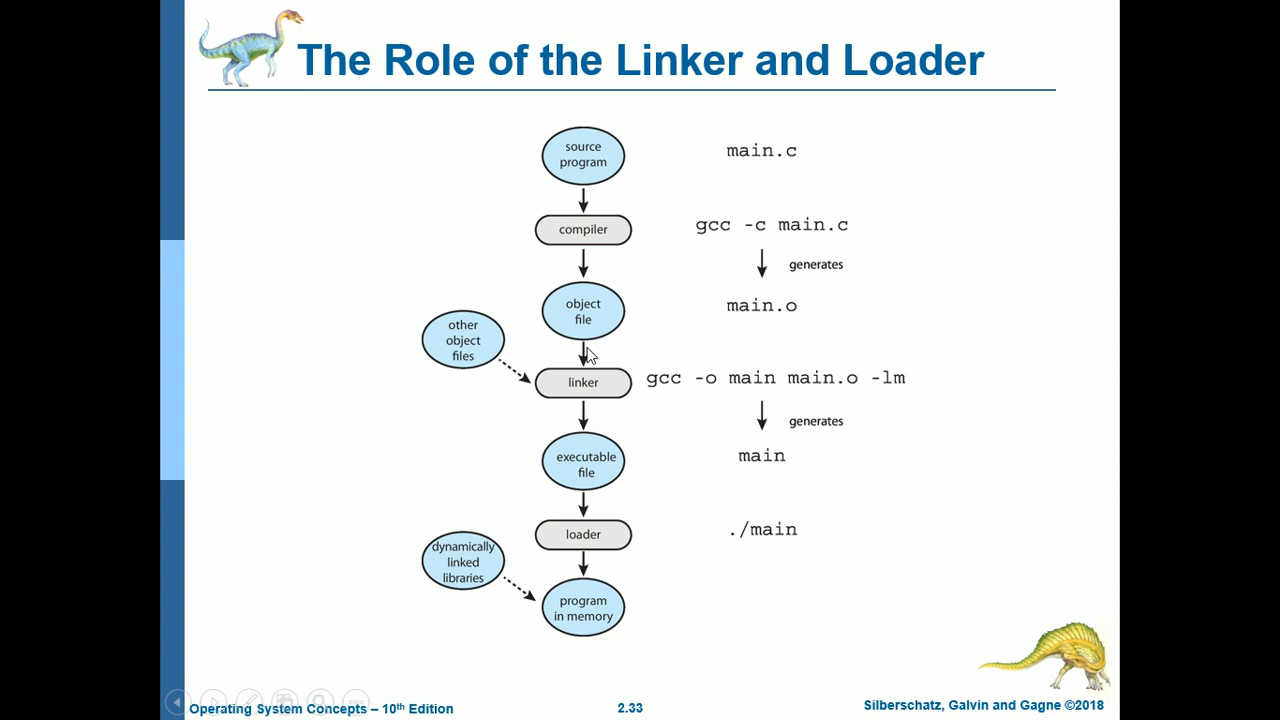 The Role of the Linker and Loader
source
program
main.c
compiler
gcc -c main.c
generates
object
file
main.o
other
object
files
linker
gcc -o main main.o -lm
generates
executable
file
main
loader
./main
dynamically
linked
libraries
program
in memory
Operating System Concepts – 10th Edition
2.33
Silberschatz, Galvin and Gagne ©2018